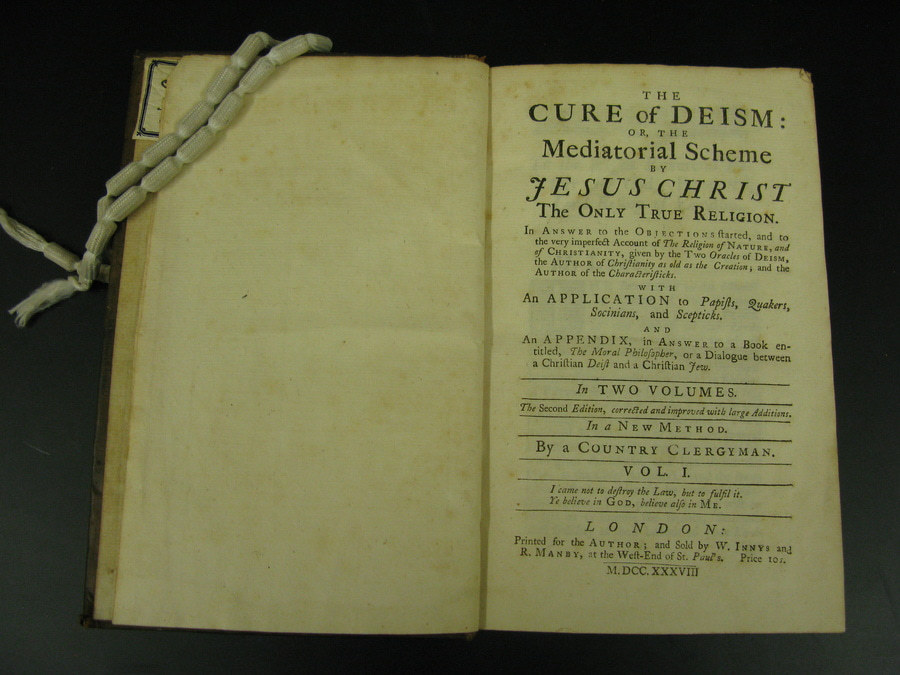 THE
CURE of DEISM:
OR, THE
Mediatorial Scheme
BY
JESUS CHRIST
The ONLY TRUE RELIGION.
In ANSWER to the OBJECTIONS ſtarted, and to
the very imperfect Account of The Religion of NATURE, and
of CHRISTIANITY, given by the Two Oracles of DEISM,
the AUTHOR of Chriſtianity as old as the Creation; and the
AUTHOR of the Characteriſticks.
WITH
An APPLICATION to Papiſts, Quakers,
Socinians, and Scepticks.
AND
An APPENDIX, in ANSWER to a Book en-
titled, The Moral Philoſopher, or a Dialogue between
a Chriſtian Deiſt and a Chriſtian Jew.
In TWO VOLUMES.
The Second Edition, corrected and improved with large Additions.
In a NEW METHOD.
By a COUNTRY CLERGYMAN.
VOL. I.
I came not to deſtroy the Law, but to fulfil it.
Ye believe in GOD, believe alſo in ME.
LONDON:
Printed for the AUTHOR; and Sold by W. INNYS and
R. MANBY, at the Weſt-End of St. Paul's. Price 10s.
M.DCC.XXXVIII